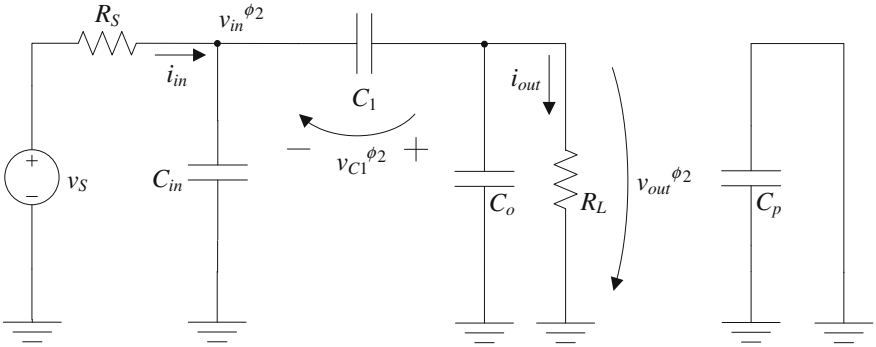 R_S
v_in^ϕ2
i_in
C_1
i_out
+
−
v_S
C_in
−
v_C1^ϕ2
+
C_o
R_L
v_out^ϕ2
C_p